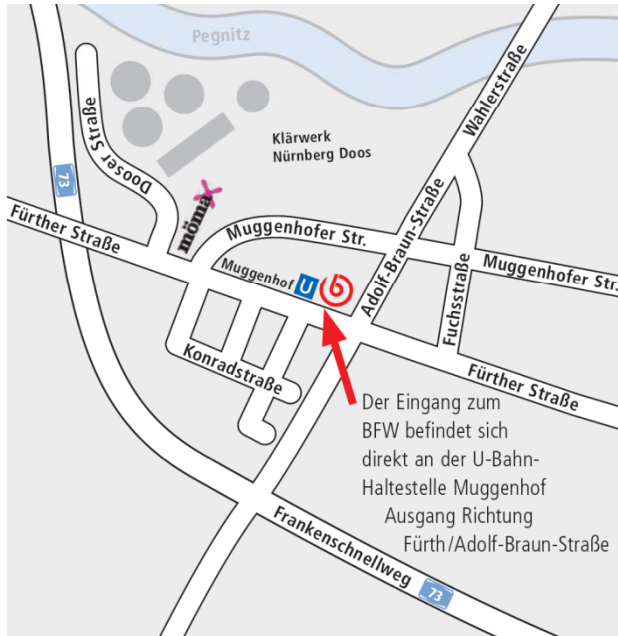 Pegnitz
Wahlerstraße
Klärwerk
Nürnberg Doos
Dooser Straße
73
mömax
Fürther Straße
Muggenhofer Str.
Adolf-Braun-Straße
Muggenhofer Str.
Muggenhof U
Fuchsstraße
Konradstraße
Fürther Straße
Der Eingang zum
BFW befindet sich
direkt an der U-Bahn-
Haltestelle Muggenhof
Ausgang Richtung
Fürth/Adolf-Braun-Straße
Frankenschnellweg
73